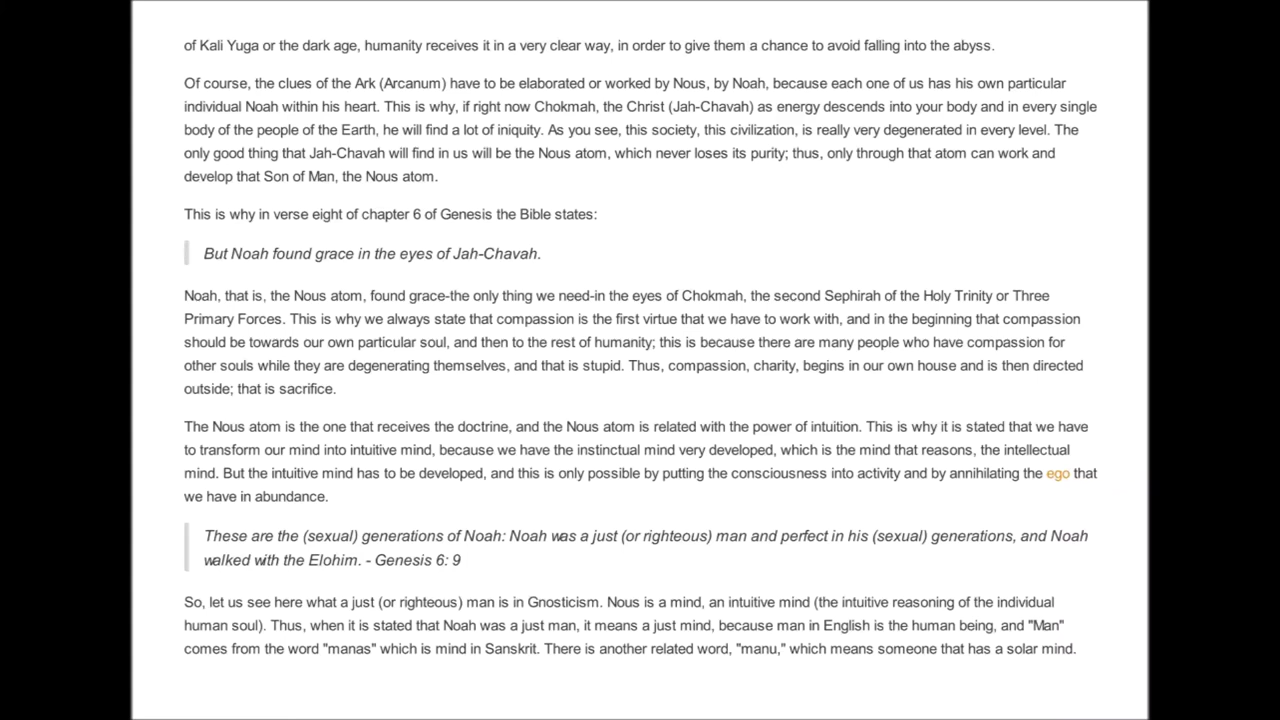 of Kali Yuga or the dark age, humanity receives it in a very clear way, in order to give them a chance to avoid falling into the abyss.
Of course, the clues of the Ark (Arcanum) have to be elaborated or worked by Nous, by Noah, because each one of us has his own particular
individual Noah within his heart. This is why, if right now Chokmah, the Christ (Jah-Chavah) as energy descends into your body and in every single
body of the people of the Earth, he will find a lot of iniquity. As you see, this society, this civilization, is really very degenerated in every level. The
only good thing that Jah-Chavah will find in us will be the Nous atom, which never loses its purity; thus, only through that atom can work and
develop that Son of Man, the Nous atom.
This is why in verse eight of chapter 6 of Genesis the Bible states:
But Noah found grace in the eyes of Jah-Chavah.
Noah, that is, the Nous atom, found grace-the only thing we need-in the eyes of Chokmah, the second Sephirah of the Holy Trinity or Three
Primary Forces. This is why we always state that compassion is the first virtue that we have to work with, and in the beginning that compassion
should be towards our own particular soul, and then to the rest of humanity; this is because there are many people who have compassion for
other souls while they are degenerating themselves, and that is stupid. Thus, compassion, charity, begins in our own house and is then directed
outside; that is sacrifice.
The Nous atom is the one that receives the doctrine, and the Nous atom is related with the power of intuition. This is why it is stated that we have
to transform our mind into intuitive mind, because we have the instinctual mind very developed, which is the mind that reasons, the intellectual
mind. But the intuitive mind has to be developed, and this is only possible by putting the consciousness into activity and by annihilating the ego that
we have in abundance.
These are the (sexual) generations of Noah: Noah was a just (or righteous) man and perfect in his (sexual) generations, and Noah
walked with the Elohim. - Genesis 6: 9
So, let us see here what a just (or righteous) man is in Gnosticism. Nous is a mind, an intuitive mind (the intuitive reasoning of the individual
human soul). Thus, when it is stated that Noah was a just man, it means a just mind, because man in English is the human being, and "Man"
comes from the word "manas" which is mind in Sanskrit. There is another related word, "manu," which means someone that has a solar mind.